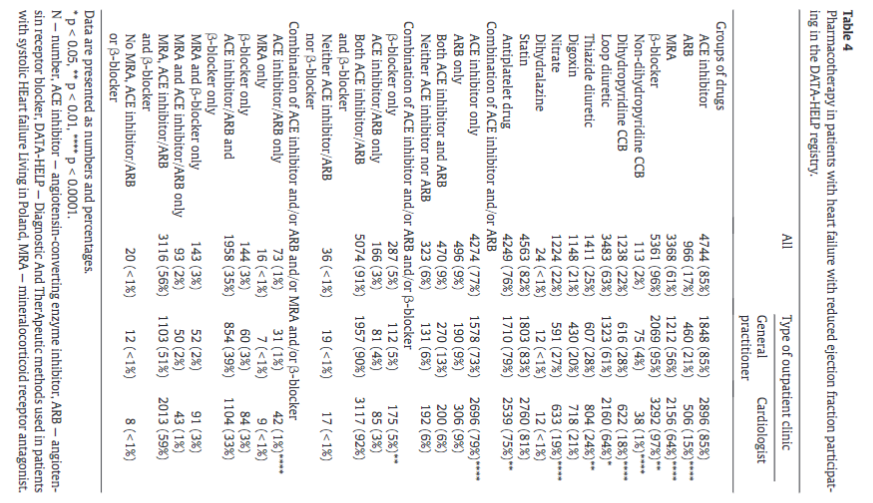 Table 4
Pharmacotherapy in patients with heart failure with reduced ejection fraction participat-
ing in the DATA-HELP registry.
All Type of outpatient clinic
General practitioner Cardiologist
Groups of drugs
ACE inhibitor 4744 (85%) 1848 (85%) 2896 (85%)
ARB 966 (17%) 460 (21%) 506 (15%)****
MRA 3368 (61%) 1212 (56%) 2156 (64%)****
β-blocker 5361 (96%) 2069 (95%) 3292 (97%)**
Non-dihydropyridine CCB 113 (2%) 75 (4%) 38 (1%)****
Dihydropyridine CCB 1238 (22%) 616 (28%) 622 (18%)****
Loop diuretic 3483 (63%) 1323 (61%) 2160 (64%)*
Thiazide diuretic 1411 (25%) 607 (28%) 804 (24%)**
Digoxin 1148 (21%) 430 (20%) 718 (21%)
Nitrate 1224 (22%) 591 (27%) 633 (19%)****
Dihydralazine 24 (<1%) 12 (<1%) 12 (<1%)
Statin 4563 (82%) 1803 (83%) 2760 (81%)
Antiplatelet drug 4249 (76%) 1710 (79%) 2539 (75%)**
Combination of ACE inhibitor and/or ARB
ACE inhibitor only 4274 (77%) 1578 (73%) 2696 (79%)****
ARB only 496 (9%) 190 (9%) 306 (9%)
Both ACE inhibitor and ARB 470 (9%) 270 (13%) 200 (6%)
Neither ACE inhibitor nor ARB 323 (6%) 131 (6%) 192 (6%)
Combination of ACE inhibitor and/or ARB and/or β-blocker
β-blocker only 287 (5%) 112 (5%) 175 (5%)**
ACE inhibitor/ARB only 166 (3%) 81 (4%) 85 (3%)
Both ACE inhibitor/ARB 5074 (91%) 1957 (90%) 3117 (92%)
and β-blocker
Neither ACE inhibitor/ARB 36 (<1%) 19 (<1%) 17 (<1%)
nor β-blocker
Combination of ACE inhibitor and/or ARB and/or MRA and/or β-blocker
ACE inhibitor/ARB only 73 (1%) 31 (1%) 42 (1%)****
MRA only 16 (<1%) 7 (<1%) 9 (<1%)
β-blocker only 144 (3%) 60 (3%) 84 (3%)
ACE inhibitor/ARB and 1958 (35%) 854 (39%) 1104 (33%)
β-blocker only
MRA and β-blocker only 143 (3%) 52 (2%) 91 (3%)
MRA and ACE inhibitor/ARB only 93 (2%) 50 (2%) 43 (1%)
MRA, ACE inhibitor/ARB 3116 (56%) 1103 (51%) 2013 (59%)
and β-blocker
No MRA, ACE inhibitor/ARB 20 (<1%) 12 (<1%) 8 (<1%)
or β-blocker
Data are presented as numbers and percentages.
* p < 0.05, ** p < 0.01, **** p < 0.0001.
N — number, ACE inhibitor — angiotensin-converting enzyme inhibitor, ARB — angioten-
sin receptor blocker, DATA-HELP — Diagnostic And TherApeutic methods used in patients
with systolic HEart failure Living in Poland, MRA — mineralocorticoid receptor antagonist.